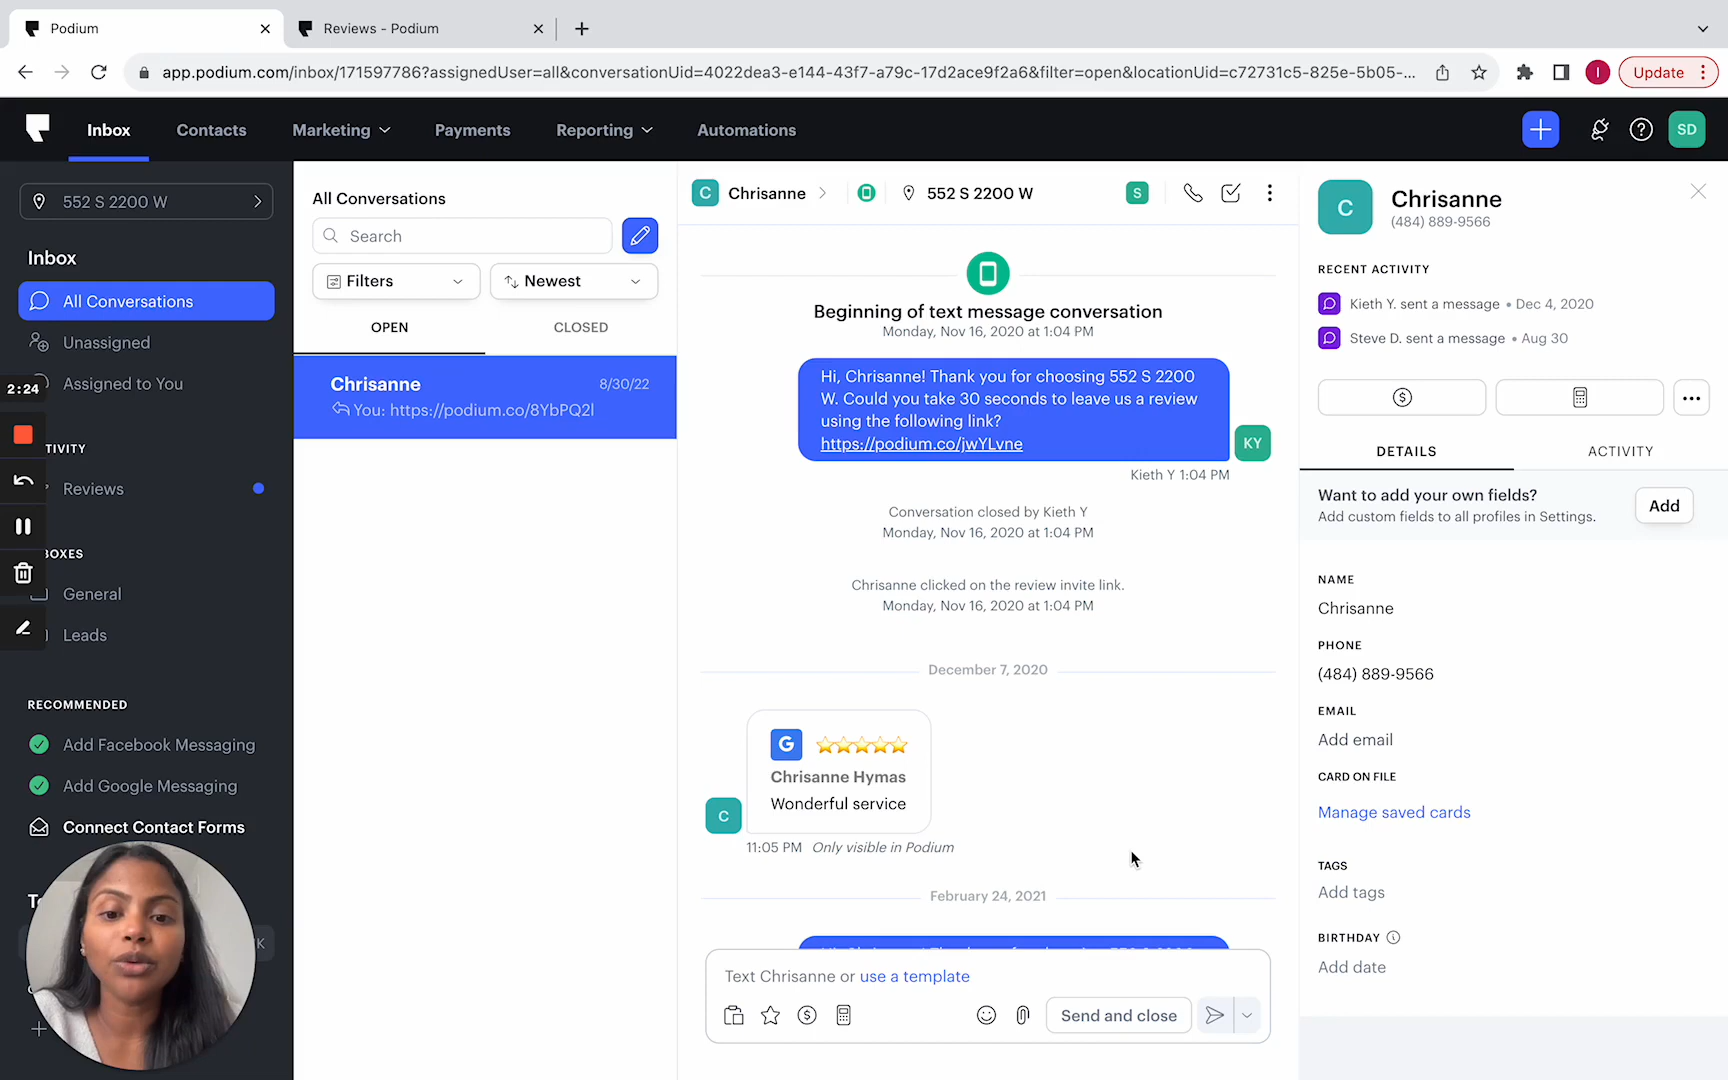 Podium
Reviews - Podium
app.podium.com/inbox/171597786?assignedUser=all&conversationUid=4022dea3-e144-43f7-a79c-17d2ace9f2a6&filter=open&locationUid=c72731c5-825e-5b05-...
I
Update
Inbox
Contacts
Marketing
Payments
Reporting
Automations
SD
552 S 2200 W
Inbox
All Conversations
Unassigned
Assigned to You
2:24
TIVITY
Reviews
BOXES
General
Leads
RECOMMENDED
Add Facebook Messaging
Add Google Messaging
Connect Contact Forms
K
All Conversations
Search
Filters
Newest
OPEN
CLOSED
Chrisanne
8/30/22
You: https://podium.co/8YbPQ2l
C
Chrisanne
552 S 2200 W
S
Beginning of text message conversation
Monday, Nov 16, 2020 at 1:04 PM
Hi, Chrisanne! Thank you for choosing 552 S 2200
W. Could you take 30 seconds to leave us a review
using the following link?
https://podium.co/jwYLvne
KY
Kieth Y 1:04 PM
Conversation closed by Kieth Y
Monday, Nov 16, 2020 at 1:04 PM
Chrisanne clicked on the review invite link.
Monday, Nov 16, 2020 at 1:04 PM
December 7, 2020
G
Chrisanne Hymas
Wonderful service
C
11:05 PM Only visible in Podium
February 24, 2021
Text Chrisanne or use a template
Send and close
C
Chrisanne
(484) 889-9566
RECENT ACTIVITY
Kieth Y. sent a message • Dec 4, 2020
Steve D. sent a message • Aug 30
DETAILS
ACTIVITY
Want to add your own fields?
Add custom fields to all profiles in Settings.
Add
NAME
Chrisanne
PHONE
(484) 889-9566
EMAIL
Add email
CARD ON FILE
Manage saved cards
TAGS
Add tags
BIRTHDAY
Add date